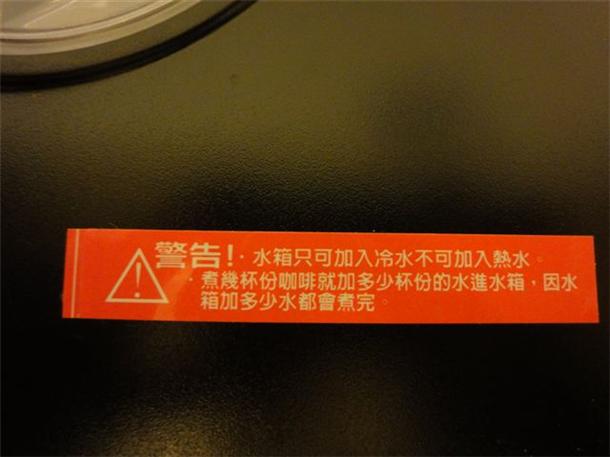 警告!·水箱只可加入冷水不可加入熱水。
·煮幾杯份咖啡就加多少杯份的水進水箱，因水
箱加多少水都會煮完。